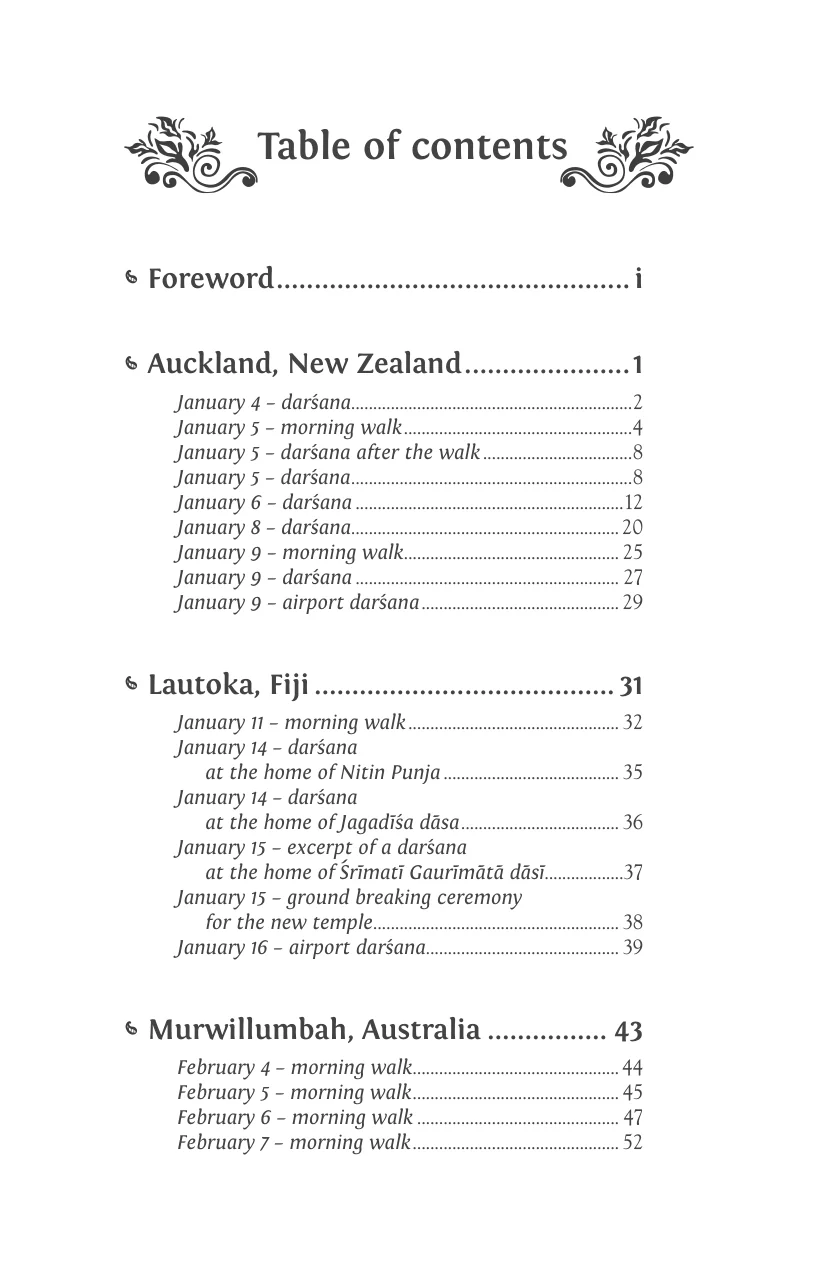 Table of contents
Foreword............................................... i
Auckland, New Zealand......................1
January 4 – darśana................................................................2
January 5 – morning walk....................................................4
January 5 – darśana after the walk..................................8
January 5 – darśana................................................................8
January 6 – darśana.............................................................12
January 8 – darśana............................................................. 20
January 9 – morning walk................................................. 25
January 9 – darśana............................................................ 27
January 9 – airport darśana............................................. 29
Lautoka, Fiji........................................ 31
January 11 – morning walk................................................ 32
January 14 – darśana
at the home of Nitin Punja........................................ 35
January 14 – darśana
at the home of Jagadīśa dāsa.................................... 36
January 15 – excerpt of a darśana
at the home of Śrīmatī Gaurīmātā dāsī..................37
January 15 – ground breaking ceremony
for the new temple........................................................ 38
January 16 – airport darśana............................................ 39
Murwillumbah, Australia................ 43
February 4 – morning walk............................................... 44
February 5 – morning walk............................................... 45
February 6 – morning walk.............................................. 47
February 7 – morning walk............................................... 52